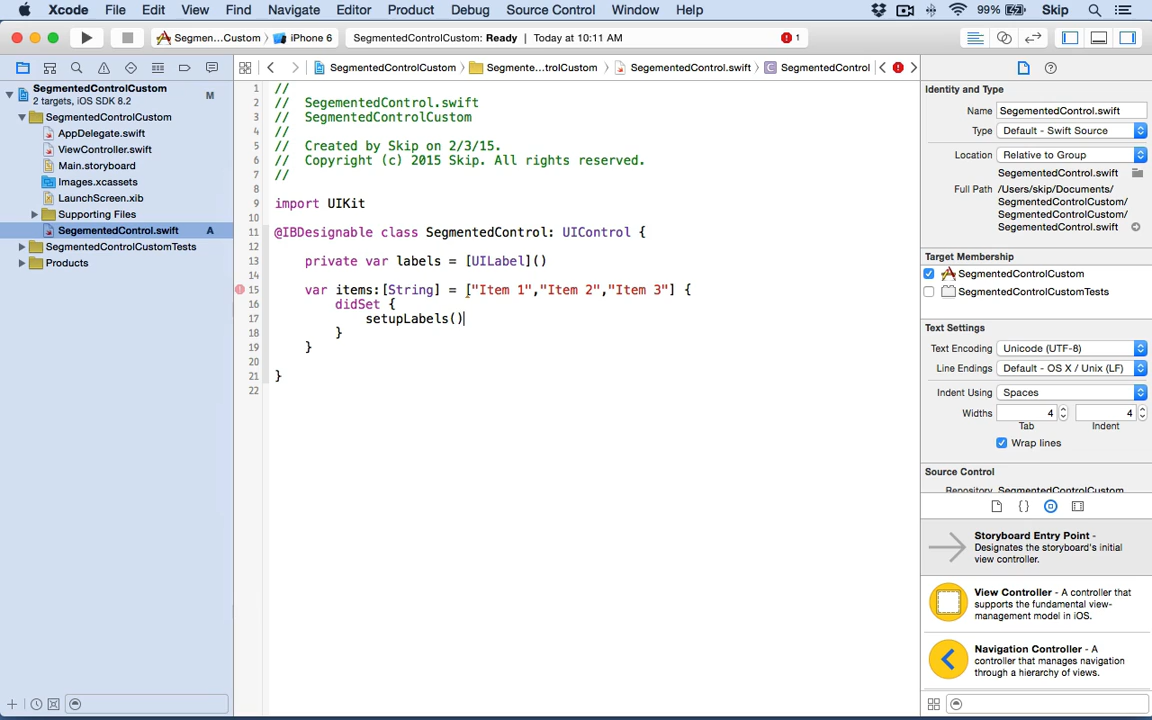 Xcode File Edit View Find Navigate Editor Product Debug Source Control Window Help 99% Skip
Segmen...Custom iPhone 6 SegmentedControlCustom: Ready Today at 10:11 AM 1
SegmentedControlCustom Segmente...trolCustom SegementedControl.swift SegmentedControl
SegmentedControlCustom M
2 targets, iOS SDK 8.2
SegmentedControlCustom
AppDelegate.swift
ViewController.swift
Main.storyboard
Images.xcassets
LaunchScreen.xib
Supporting Files
SegementedControl.swift A
SegmentedControlCustomTests
Products
1 //
2 // SegementedControl.swift
3 // SegmentedControlCustom
4 //
5 // Created by Skip on 2/3/15.
6 // Copyright (c) 2015 Skip. All rights reserved.
7 //
8
9 import UIKit
10
11 @IBDesignable class SegmentedControl: UIControl {
12
13 private var labels = [UILabel]()
14
15 var items:[String] = ["Item 1","Item 2","Item 3"] {
16 didSet {
17 setupLabels()
18 }
19 }
20
21 }
22
Identity and Type
Name SegementedControl.swift
Type Default - Swift Source
Location Relative to Group
SegementedControl.swift
Full Path /Users/skip/Documents/
SegmentedControlCustom/
SegmentedControlCustom/
SegementedControl.swift
Target Membership
SegmentedControlCustom
SegmentedControlCustomTests
Text Settings
Text Encoding Unicode (UTF-8)
Line Endings Default - OS X / Unix (LF)
Indent Using Spaces
Widths 4 4
Tab Indent
Wrap lines
Source Control
Repository SegmentedControlCustom
Storyboard Entry Point -
Designates the storyboard's initial
view controller.
View Controller - A controller that
supports the fundamental view-
management model in iOS.
Navigation Controller - A
controller that manages navigation
through a hierarchy of views.